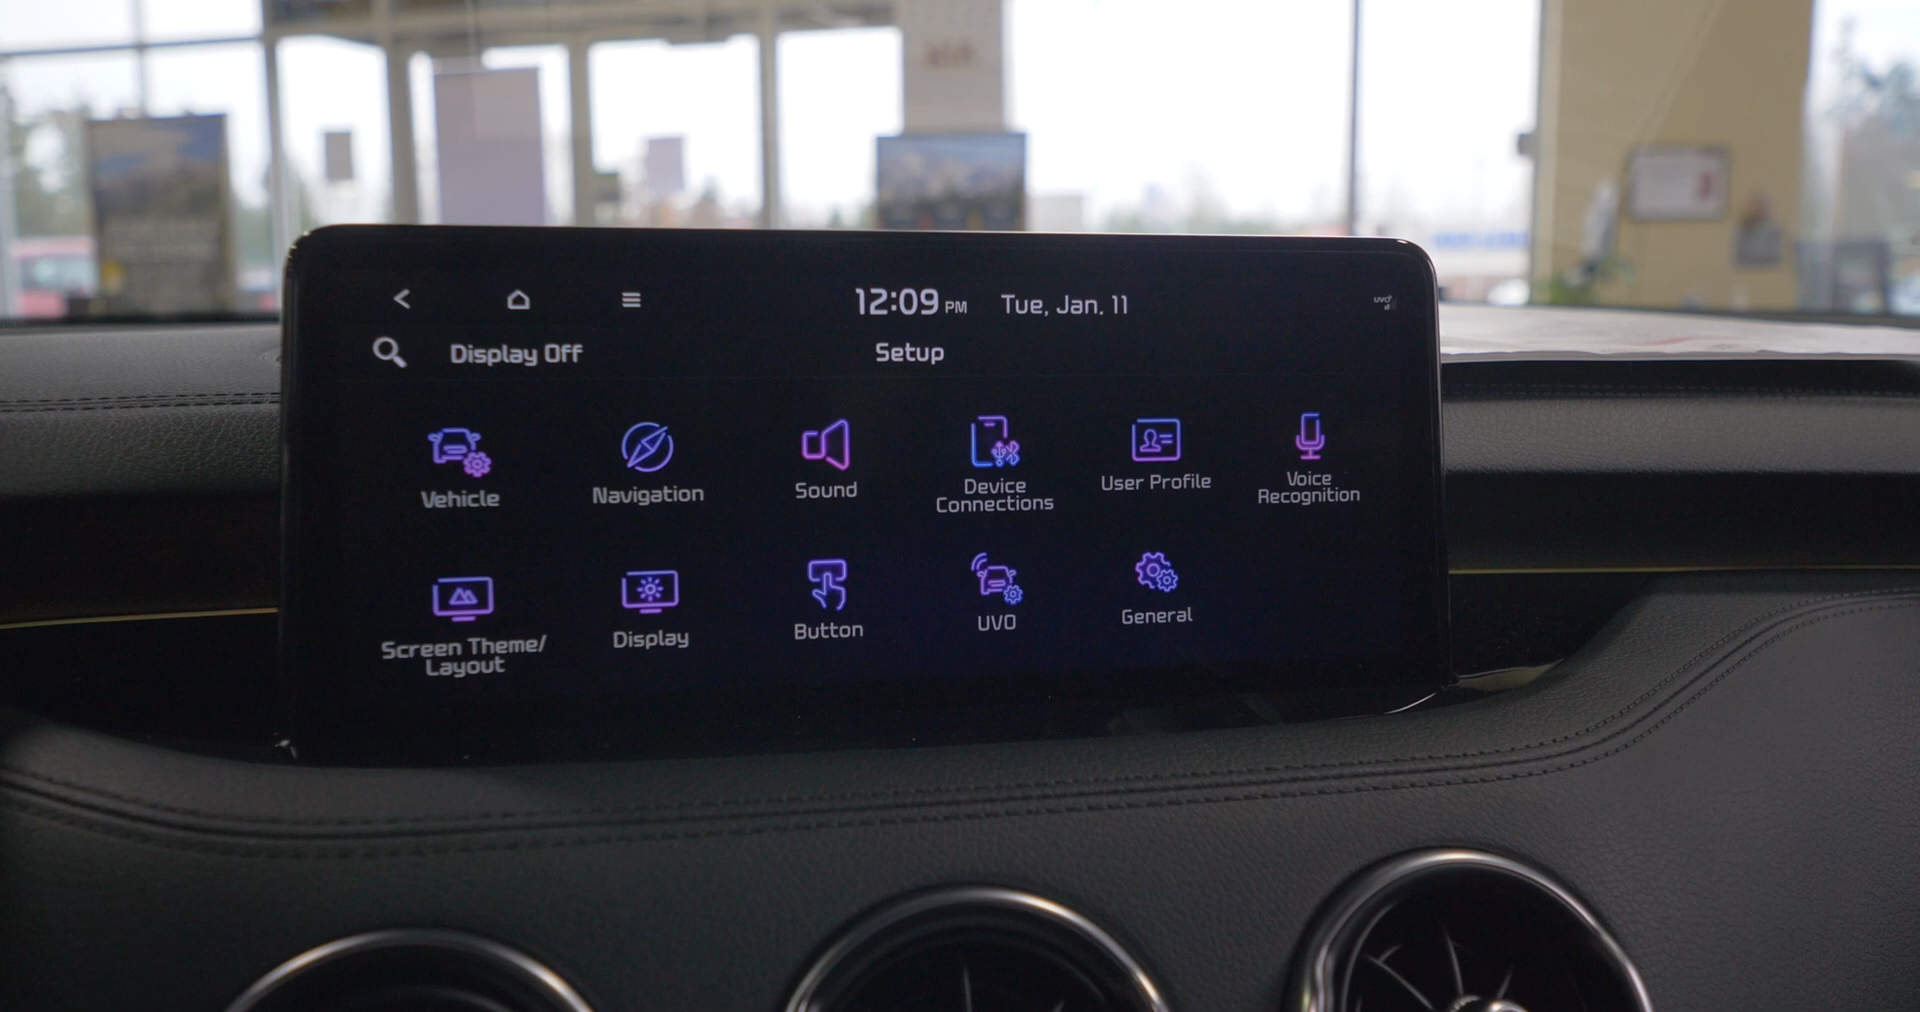 12:09 PM Tue, Jan. 11
UVO
Display Off
Setup
Vehicle
Navigation
Sound
Device
Connections
User Profile
Voice
Recognition
Screen Theme/
Layout
Display
Button
UVO
General